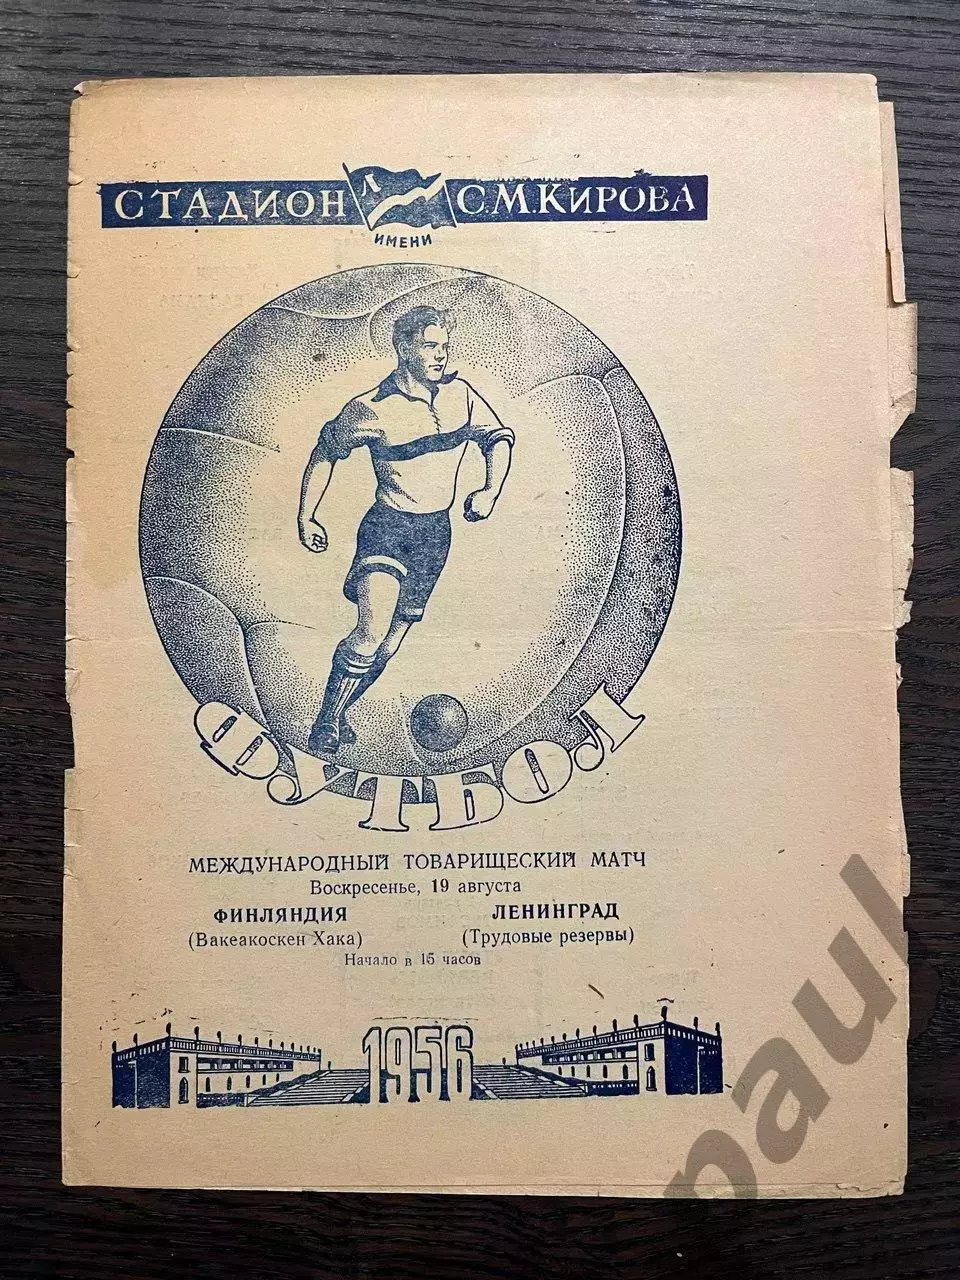 СТАДИОН Л С.М.КИРОВА
ИМЕНИ
ФУТБОЛ
МЕЖДУНАРОДНЫЙ ТОВАРИЩЕСКИЙ МАТЧ
Воскресенье, 19 августа
ФИНЛЯНДИЯ ЛЕНИНГРАД
(Вакеакоскен Хака) (Трудовые резервы)
Начало в 15 часов
1956
paul